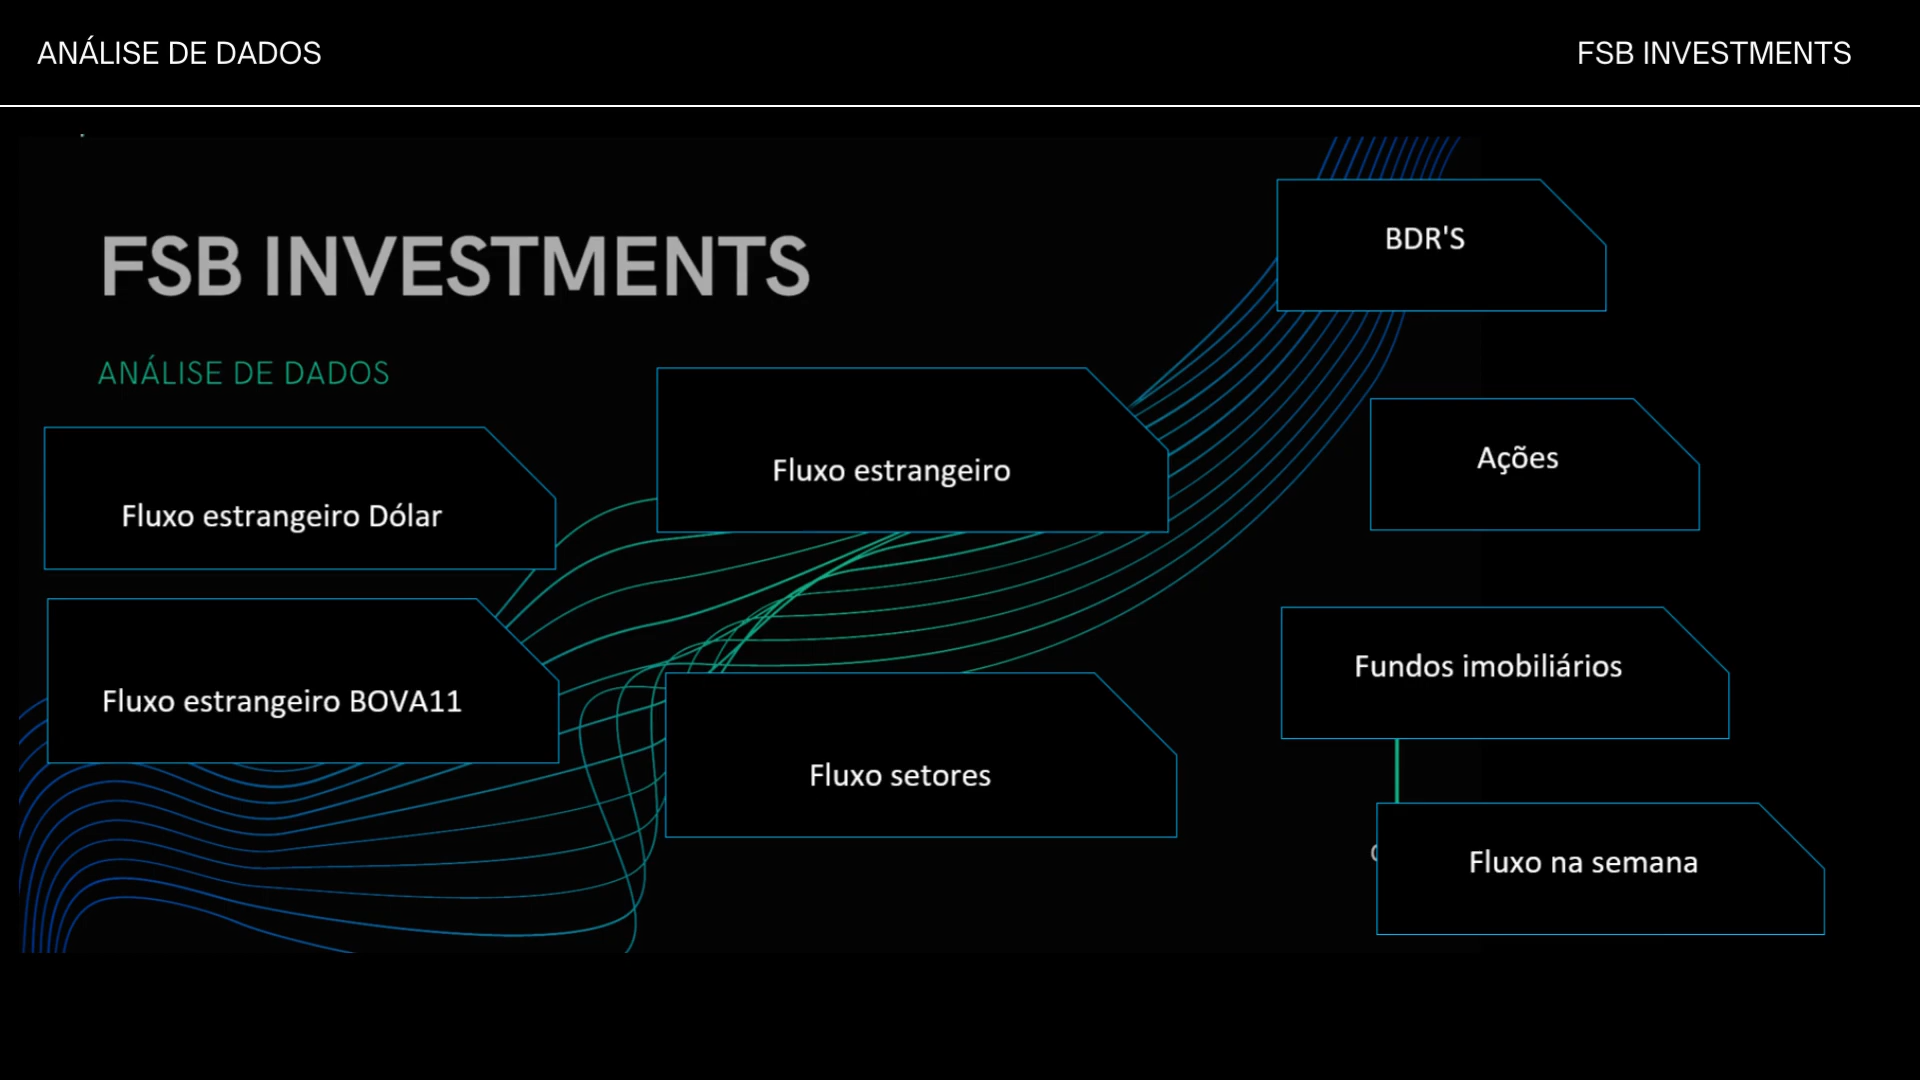 ANÁLISE DE DADOS
FSB INVESTMENTS
FSB INVESTMENTS
ANÁLISE DE DADOS
BDR'S
Fluxo estrangeiro
Ações
Fluxo estrangeiro Dólar
Fluxo estrangeiro BOVA11
Fundos imobiliários
Fluxo setores
Fluxo na semana